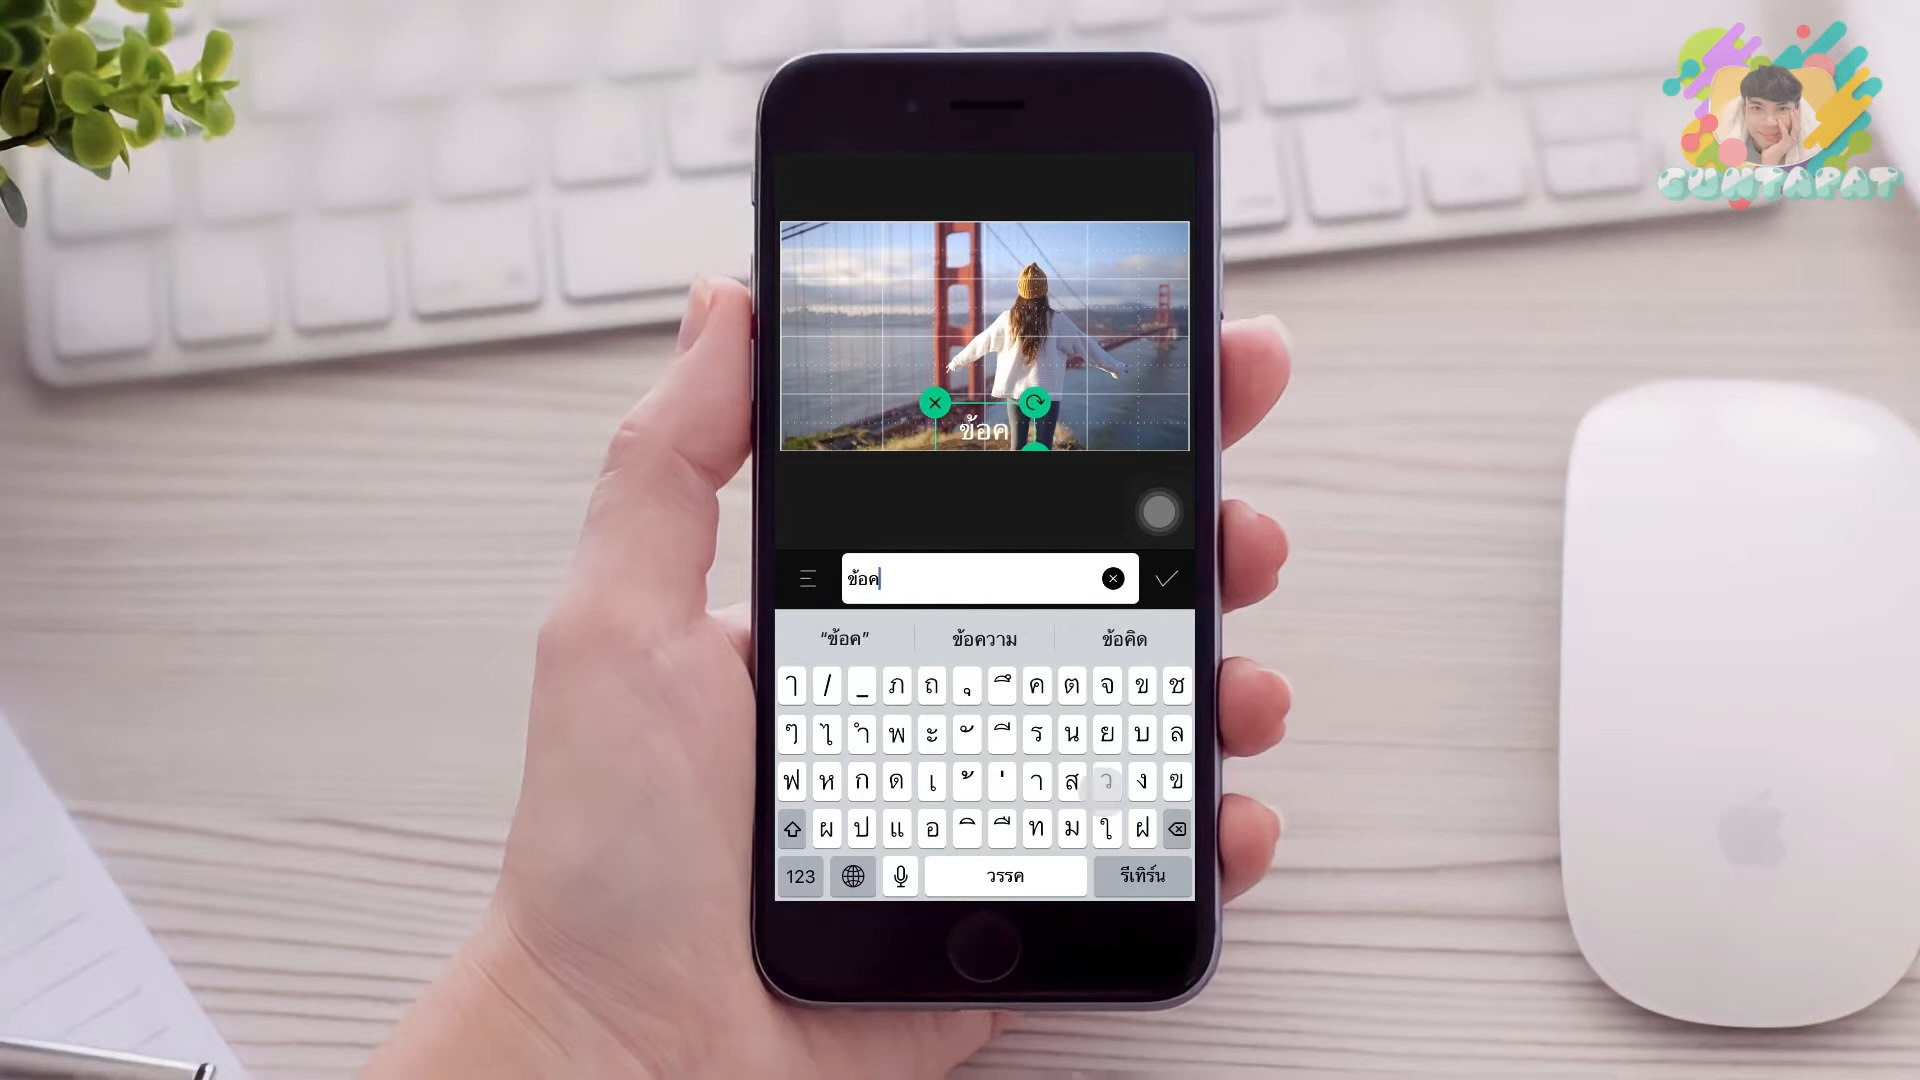 GUNTAPAT
ข้อค
ข้อค
“ข้อค” ข้อความ ข้อคิด
ๅ / _ ภ ถ ุ ึ ค ต จ ข ช
ๆ ไ ำ พ ะ ั ี ร น ย บ ล
ฟ ห ก ด เ ้ ่ า ส ว ง ฃ
ผ ป แ อ ิ ื ท ม ใ ฝ
123 วรรค รีเทิร์น